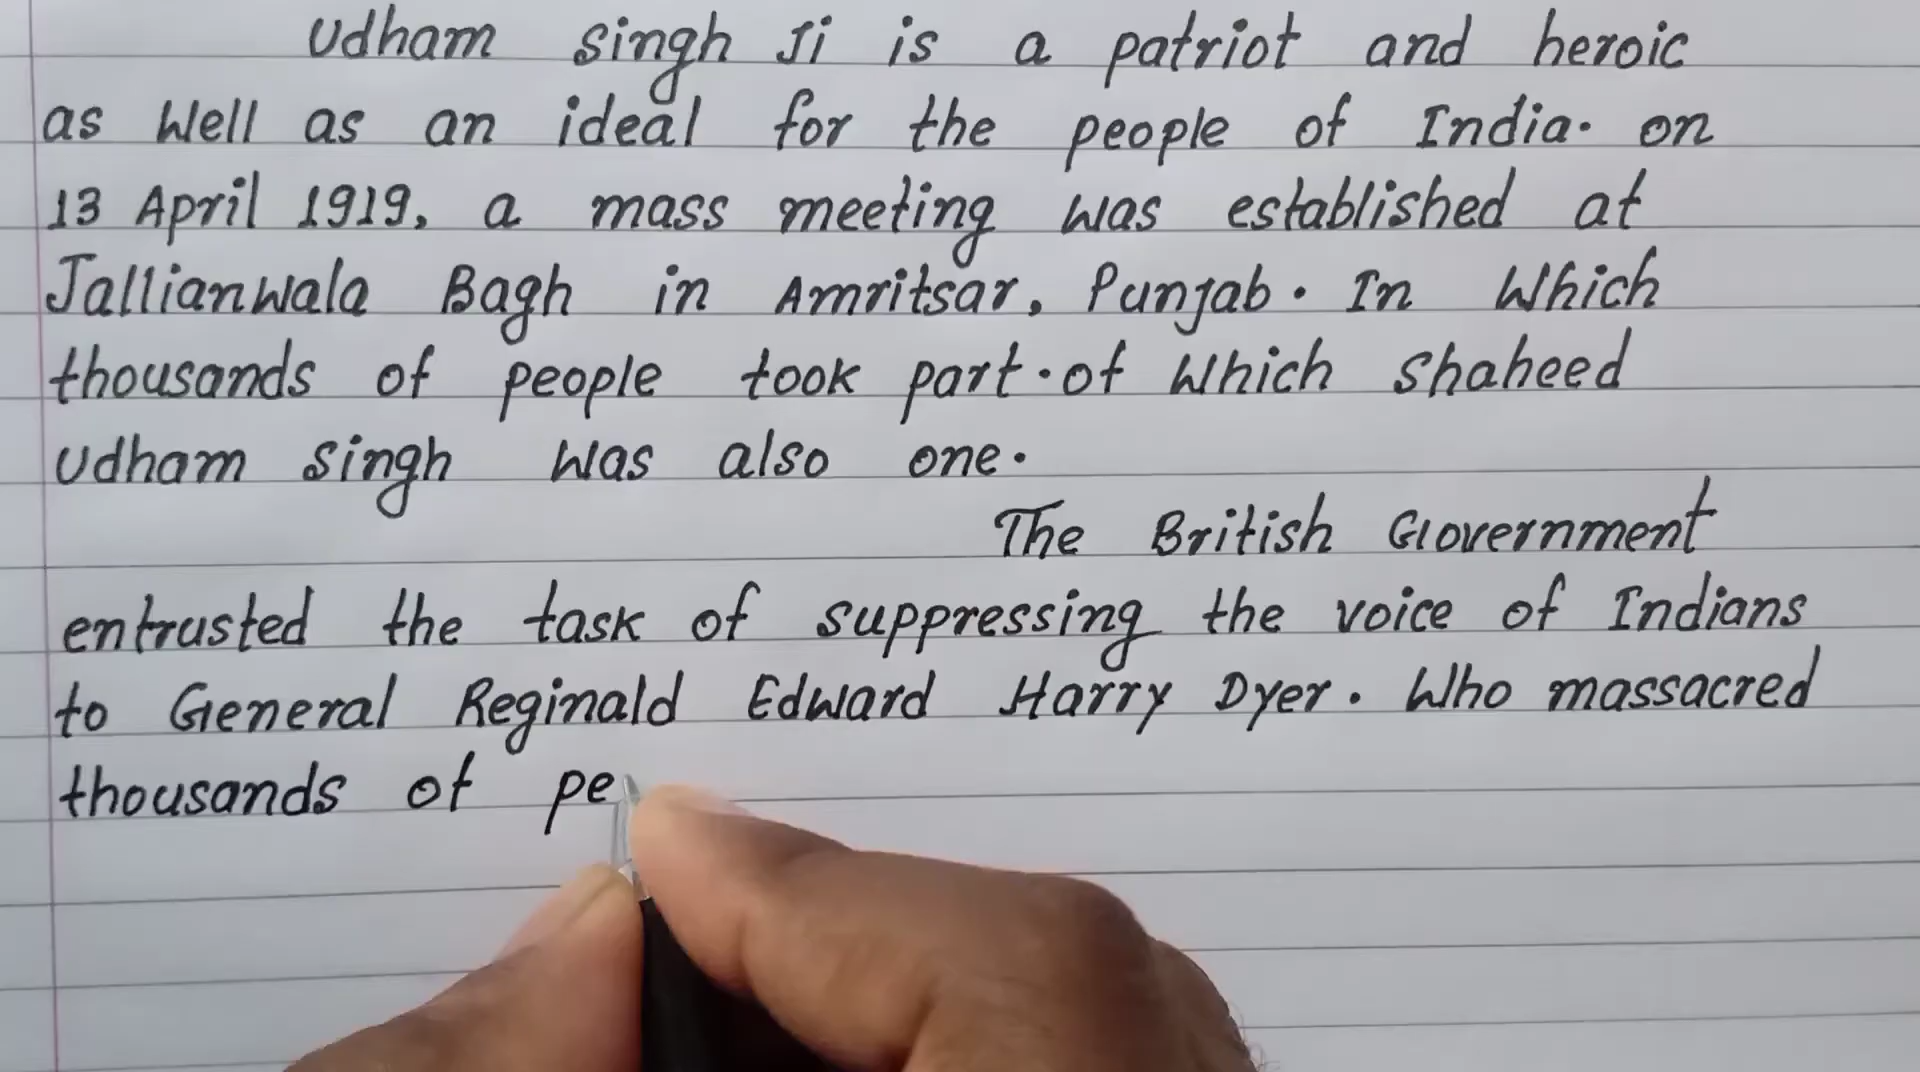 Udham singh Ji is a patriot and heroic
as Well as an ideal for the people of India. on
13 April 1919, a mass meeting was established at
Jallianwala Bagh in Amritsar, Punjab. In Which
thousands of people took part. of Which shaheed
Udham singh Was also one.
The British Government
entrusted the task of suppressing the voice of Indians
to General Reginald Edward Harry Dyer. Who massacred
thousands of pe